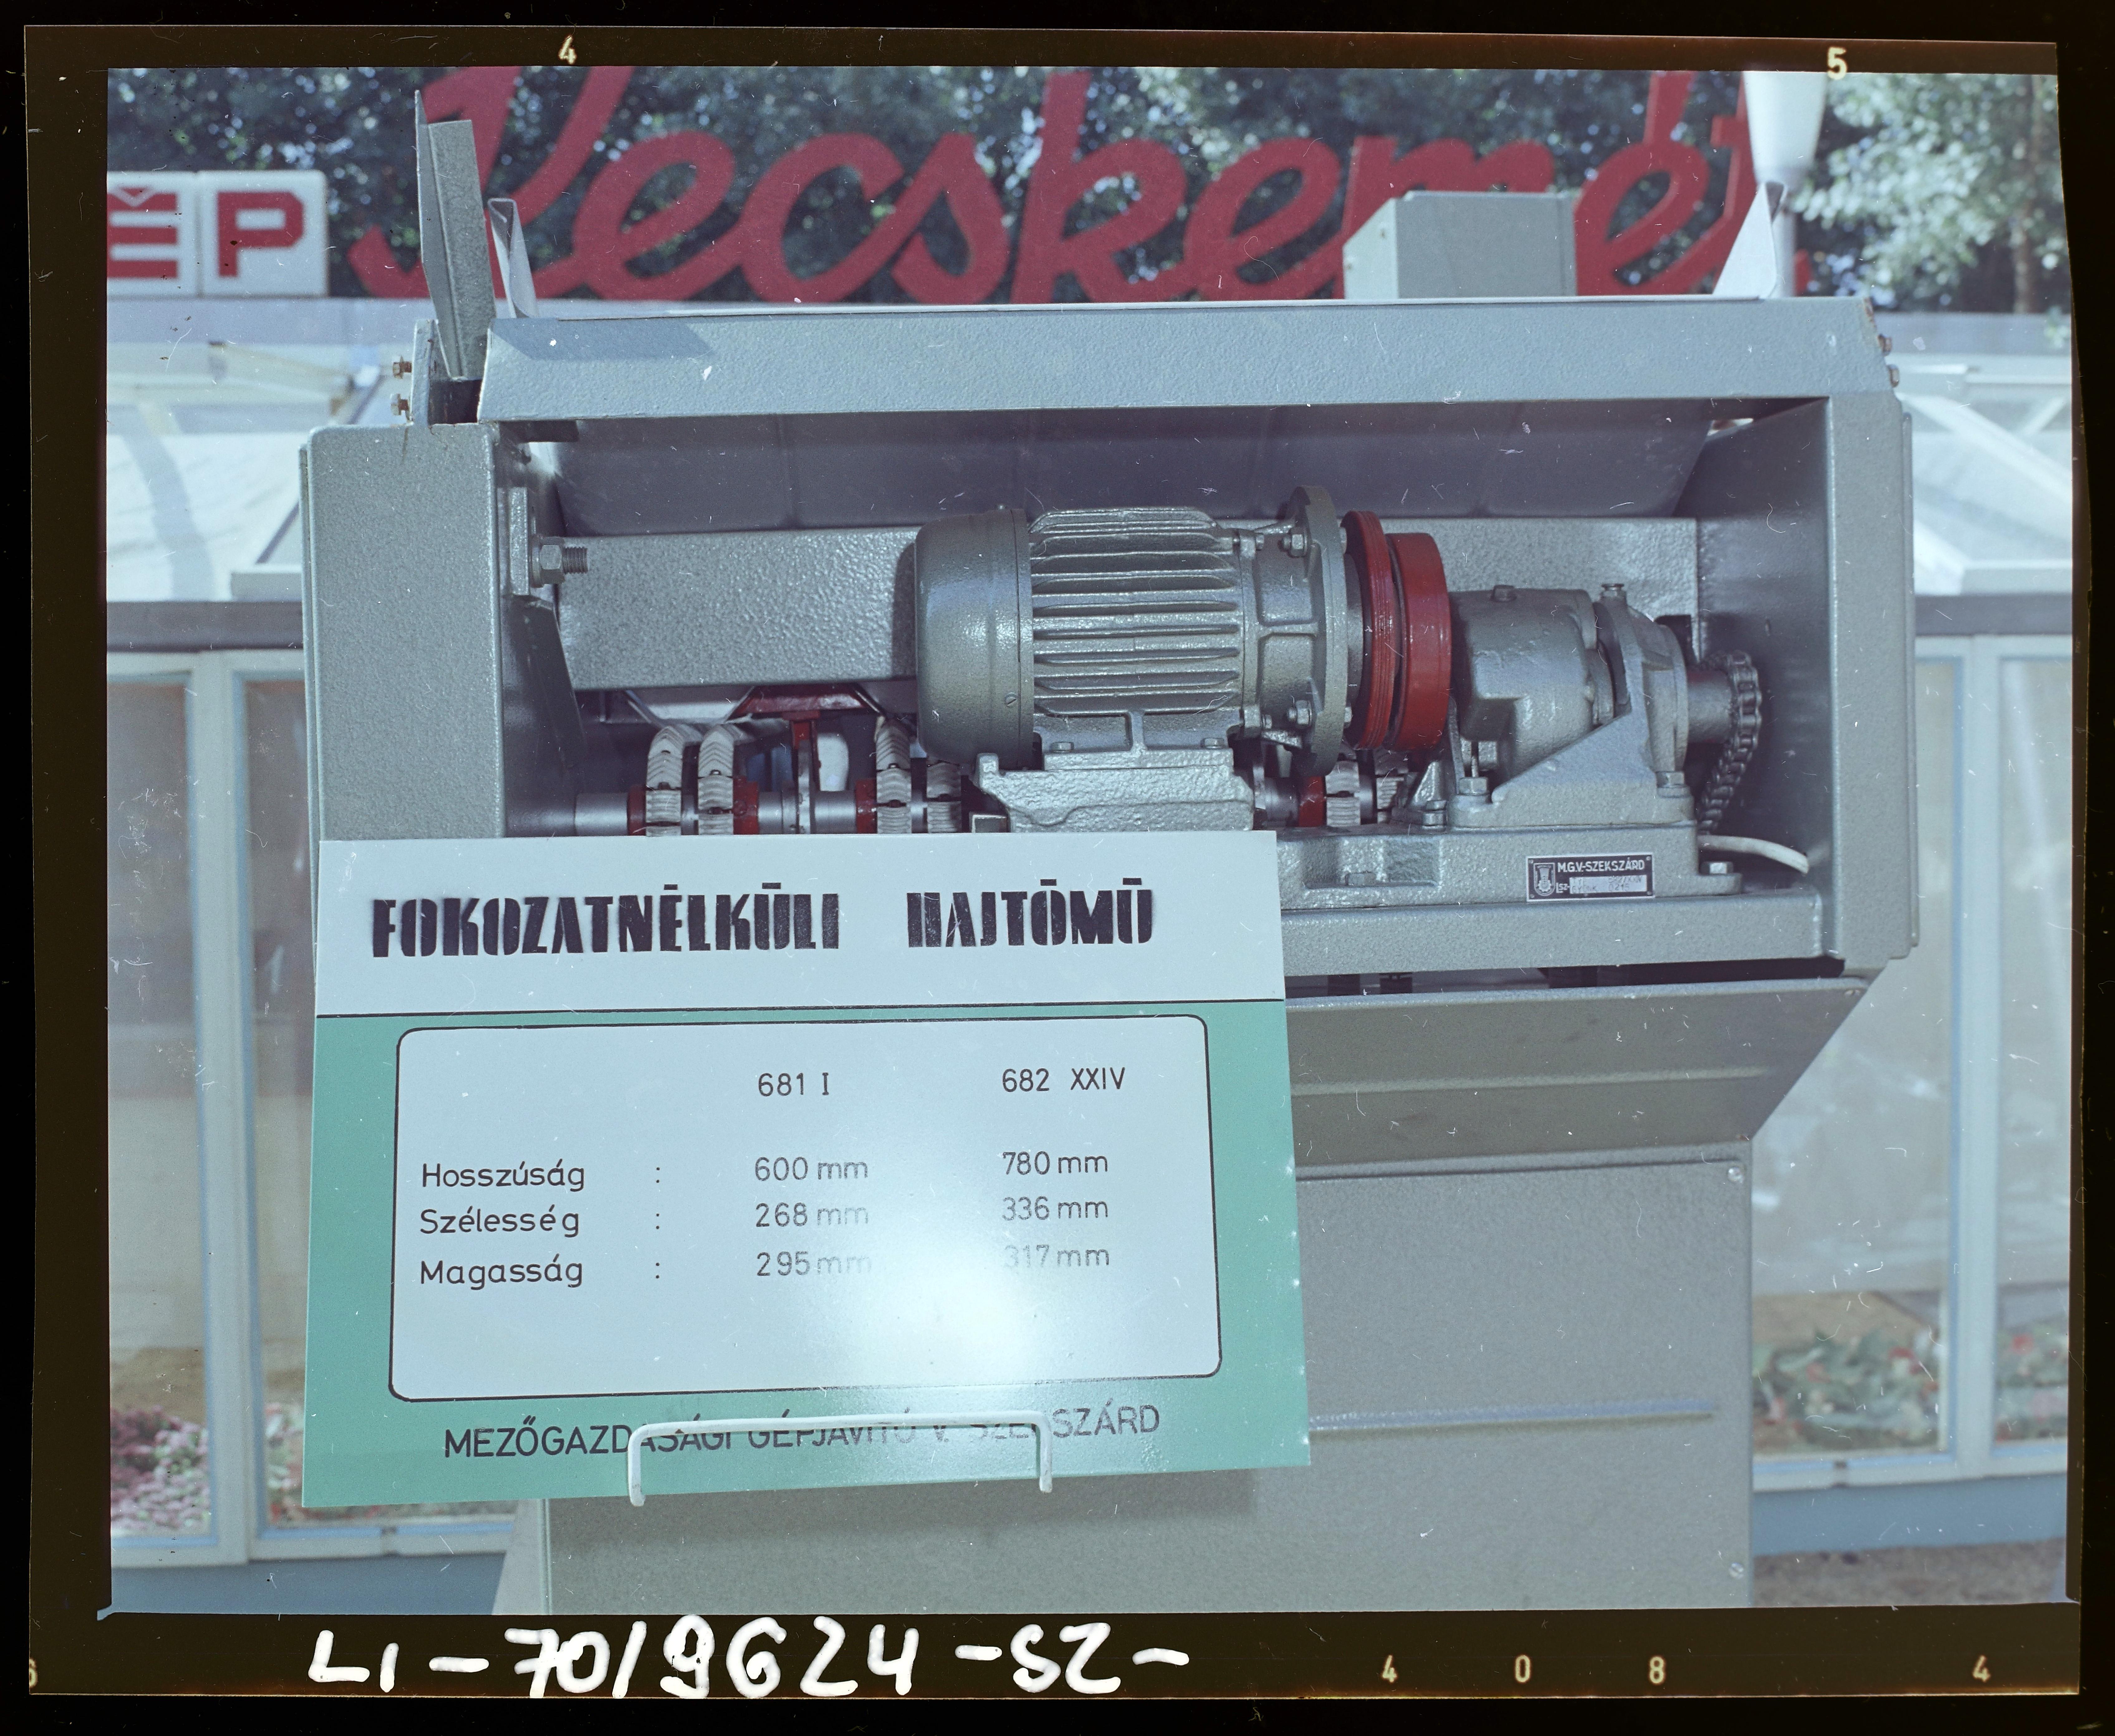 4 5
ÉP Kecskemét
M.G.V.-SZEKSZÁRD
FOKOZATNÉLKÜLI HAJTÓMŰ
681 I 682 XXIV
Hosszúság : 600 mm 780 mm
Szélesség : 268 mm 336 mm
Magasság : 295 mm 317 mm
MEZŐGAZDASÁGI GÉPJAVÍTÓ V. SZEKSZÁRD
LI-70/9624-SZ-
6 4 0 8 4